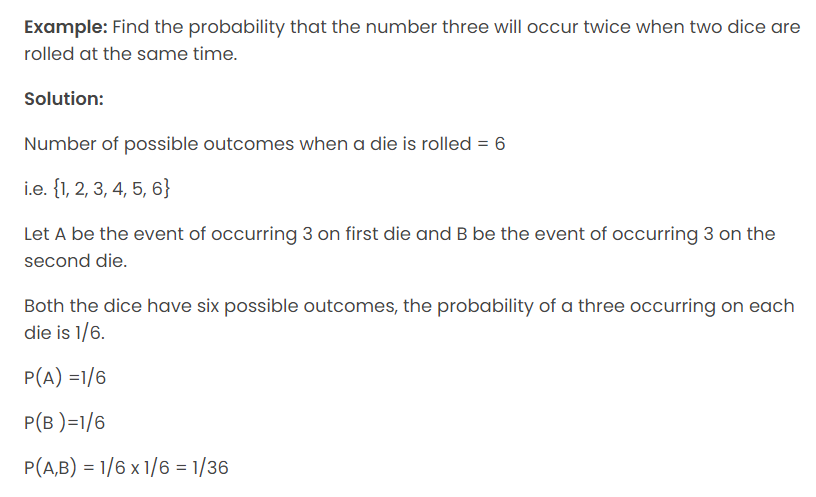 Example: Find the probability that the number three will occur twice when two dice are
rolled at the same time.
Solution:
Number of possible outcomes when a die is rolled = 6
i.e. {1, 2, 3, 4, 5, 6}
Let A be the event of occurring 3 on first die and B be the event of occurring 3 on the
second die.
Both the dice have six possible outcomes, the probability of a three occurring on each
die is 1/6.
P(A) =1/6
P(B )=1/6
P(A,B) = 1/6 x 1/6 = 1/36